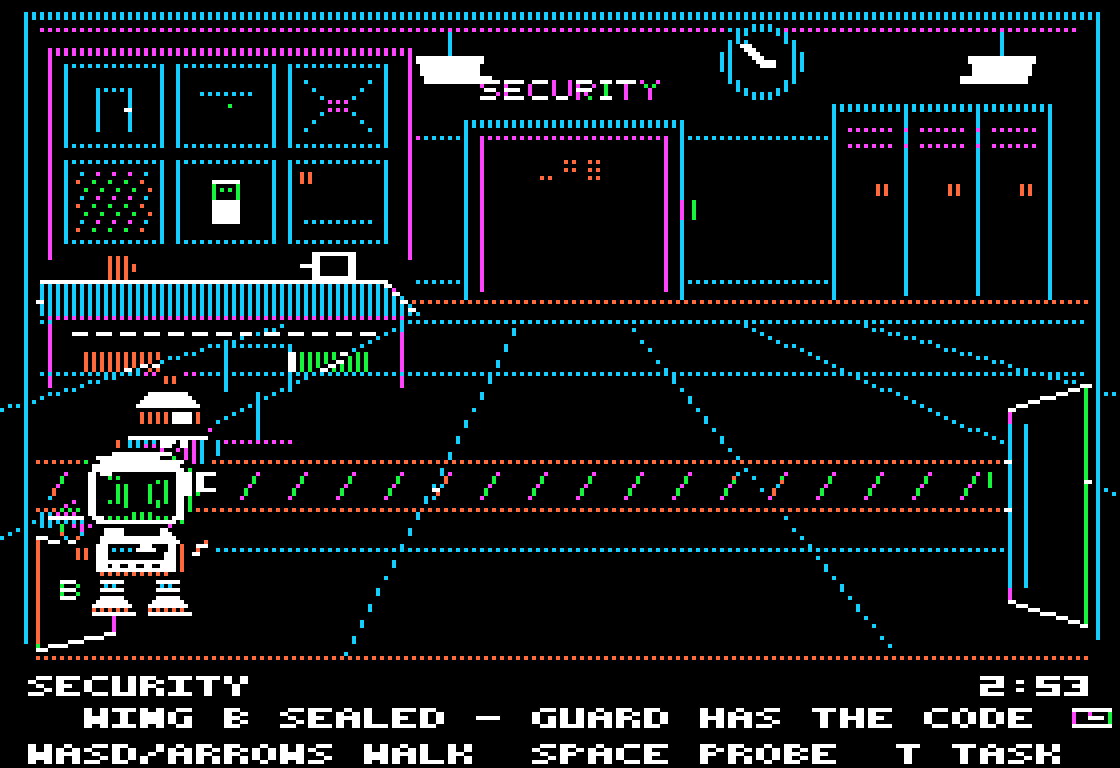 SECURITY
B
SECURITY 2:53
WING B SEALED - GUARD HAS THE CODE
WASD/ARROWS WALK SPACE PROBE T TASK